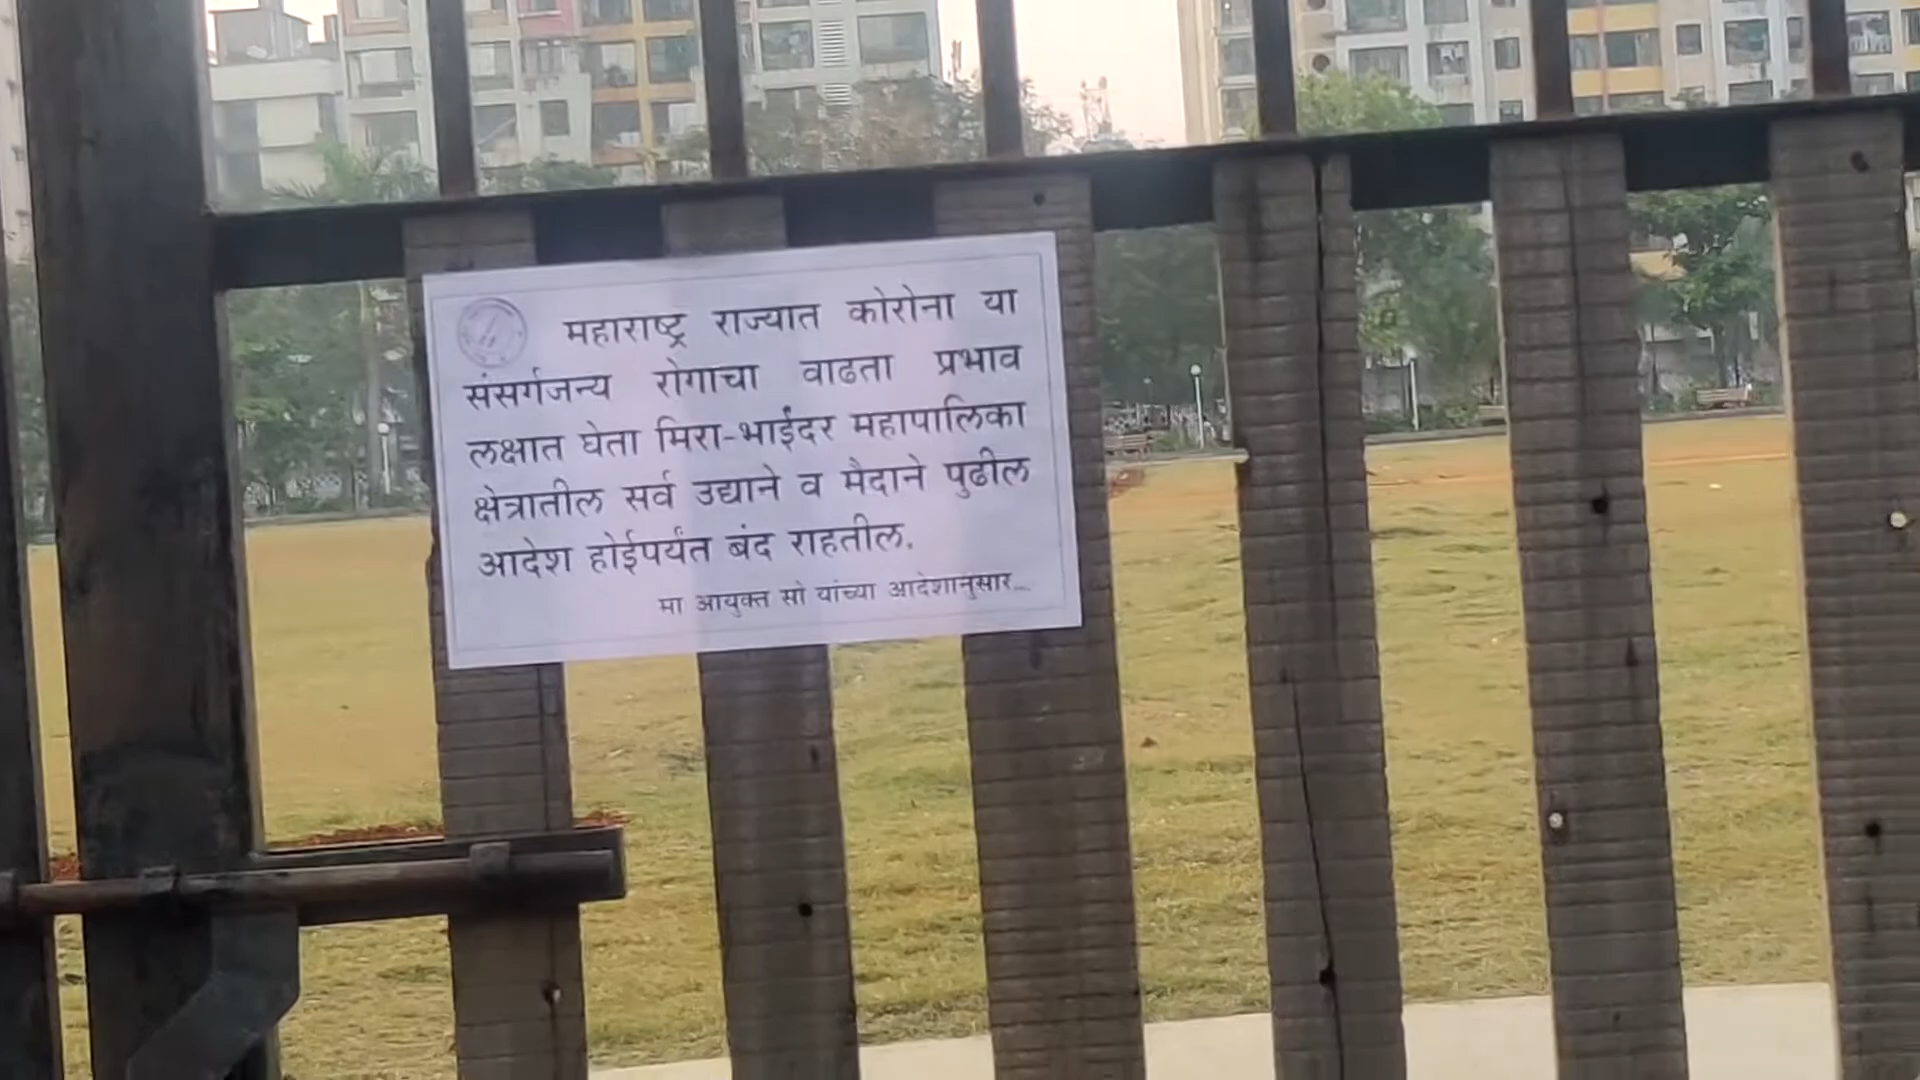 महाराष्ट्र राज्यात कोरोना या
संसर्गजन्य रोगाचा वाढता प्रभाव
लक्षात घेता मिरा-भाईंदर महापालिका
क्षेत्रातील सर्व उद्याने व मैदाने पुढील
आदेश होईपर्यंत बंद राहतील.
मा आयुक्त सो यांच्या आदेशानुसार...